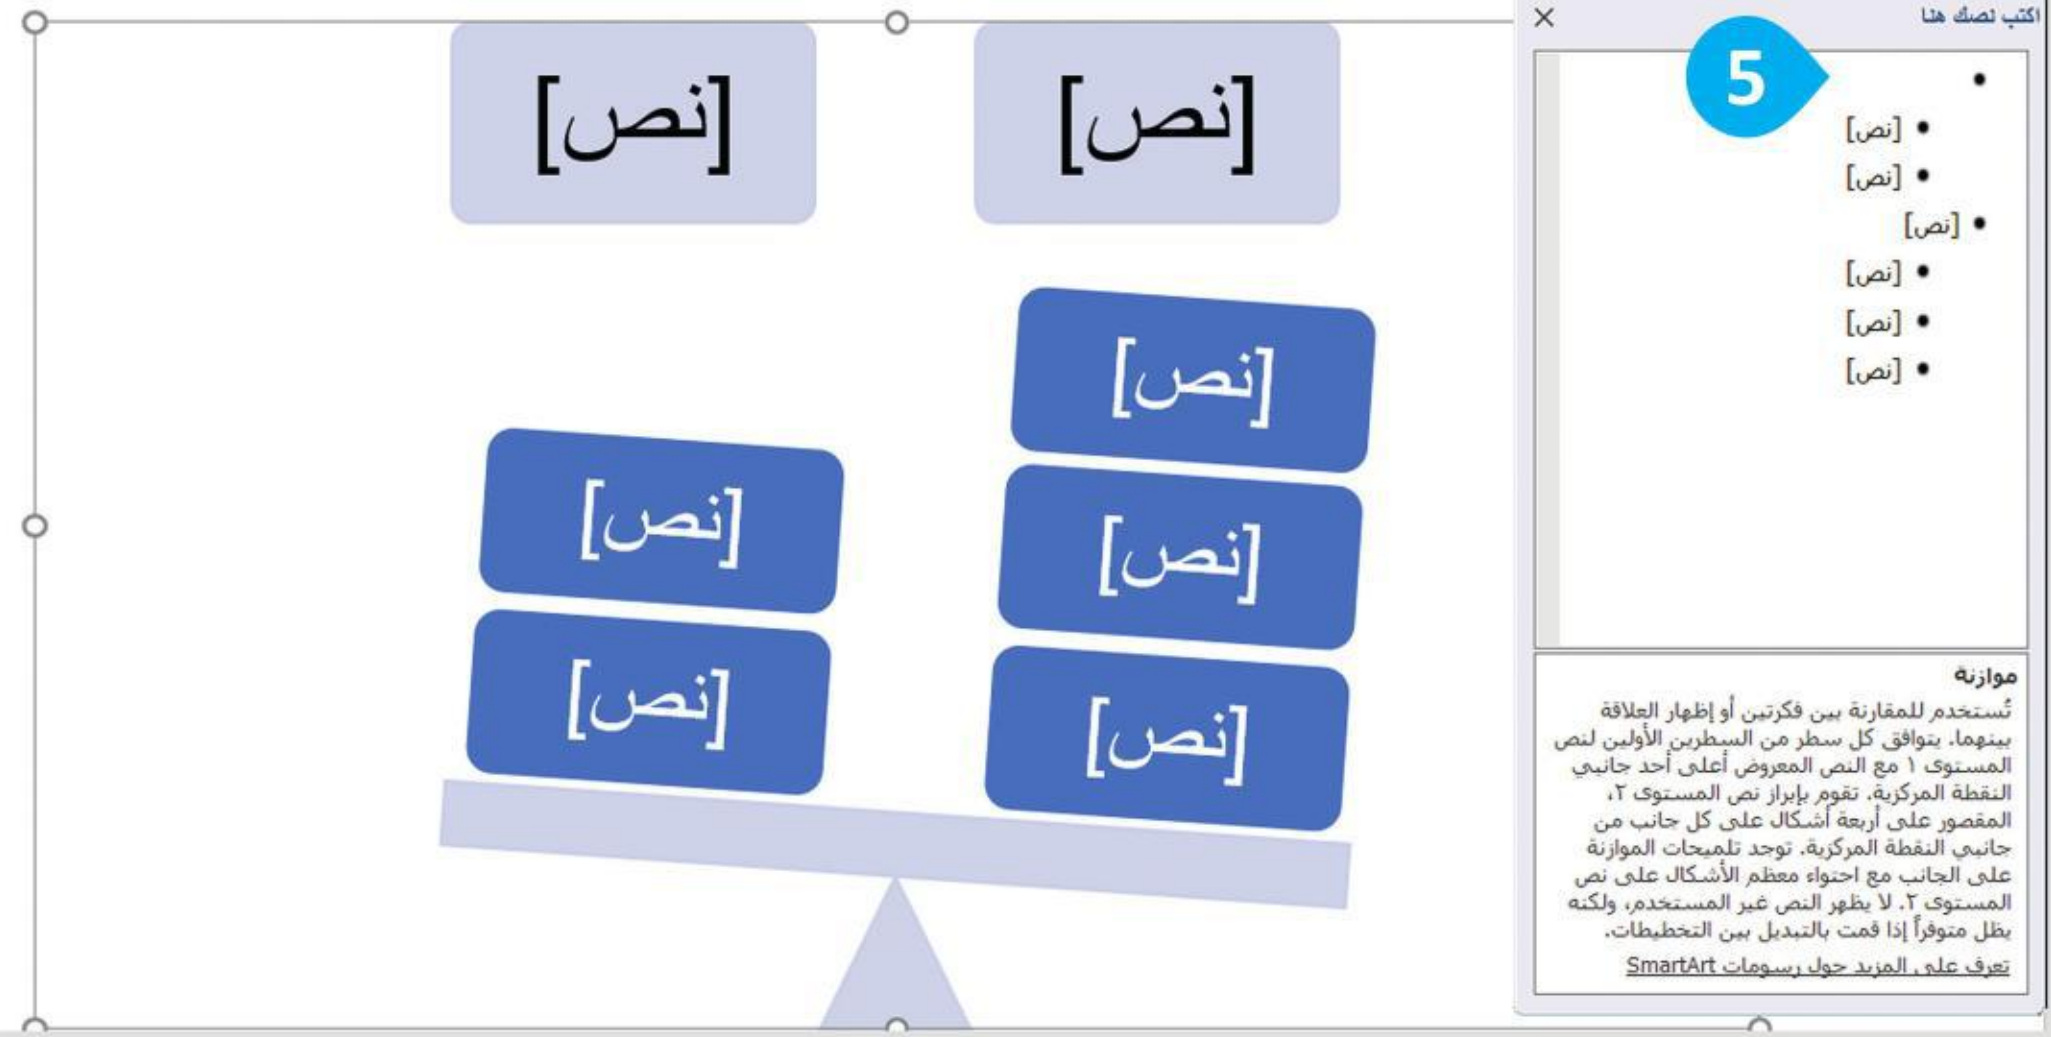 اكتب نصك هنا
5
[نص]
[نص]
[نص]
[نص]
[نص]
[نص]
موازنة
تُستخدم للمقارنة بين فكرتين أو إظهار العلاقة
بينهما. يتوافق كل سطر من السطرين الأولين لنص
المستوى ١ مع النص المعروض أعلى أحد جانبي
النقطة المركزية. تقوم بإبراز نص المستوى ٢،
المقصور على أربعة أشكال على كل جانب من
جانبي النقطة المركزية. توجد تلميحات الموازنة
على الجانب مع احتواء معظم الأشكال على نص
المستوى ٢. لا يظهر النص غير المستخدم، ولكنه
يظل متوفراً إذا قمت بالتبديل بين التخطيطات.
تعرف على المزيد حول رسومات SmartArt
[نص] [نص]
[نص]
[نص]
[نص]
[نص]
[نص]